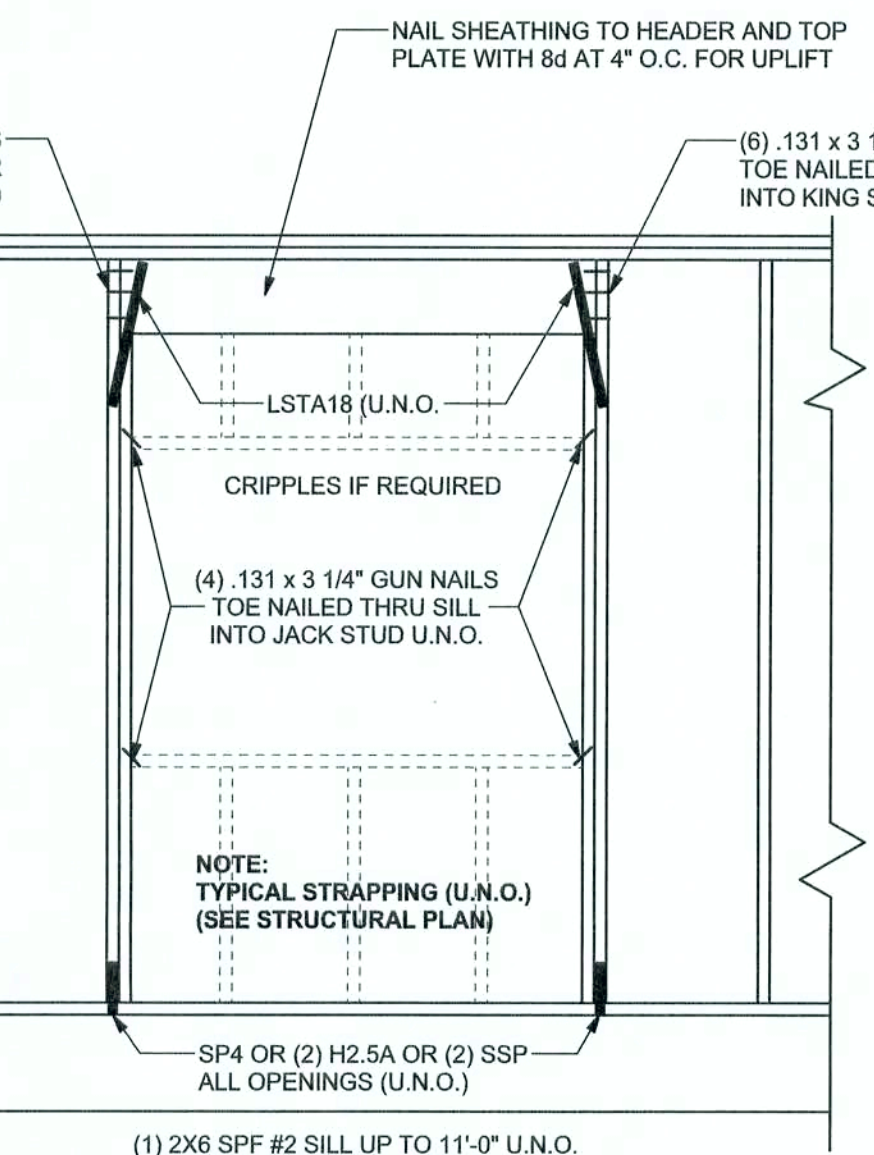 NAIL SHEATHING TO HEADER AND TOP
PLATE WITH 8d AT 4" O.C. FOR UPLIFT
(6) .131 x 3 1
TOE NAILED
INTO KING S
LSTA18 (U.N.O.
CRIPPLES IF REQUIRED
(4) .131 x 3 1/4" GUN NAILS
TOE NAILED THRU SILL
INTO JACK STUD U.N.O.
NOTE:
TYPICAL STRAPPING (U.N.O.)
(SEE STRUCTURAL PLAN)
SP4 OR (2) H2.5A OR (2) SSP
ALL OPENINGS (U.N.O.)
(1) 2X6 SPF #2 SILL UP TO 11'-0" U.N.O.